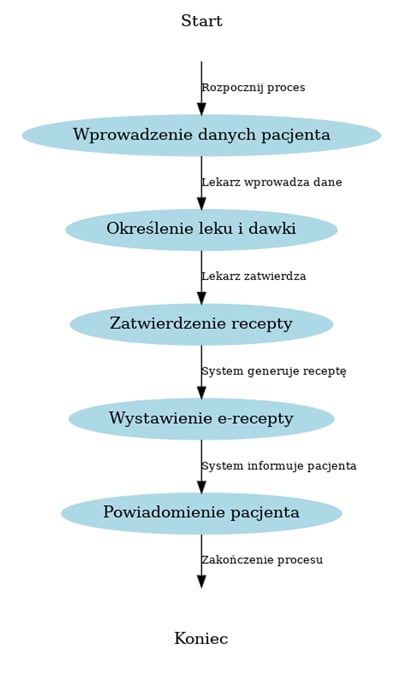 Start
Rozpocznij proces
Wprowadzenie danych pacjenta
Lekarz wprowadza dane
Określenie leku i dawki
Lekarz zatwierdza
Zatwierdzenie recepty
System generuje receptę
Wystawienie e-recepty
System informuje pacjenta
Powiadomienie pacjenta
Zakończenie procesu
Koniec